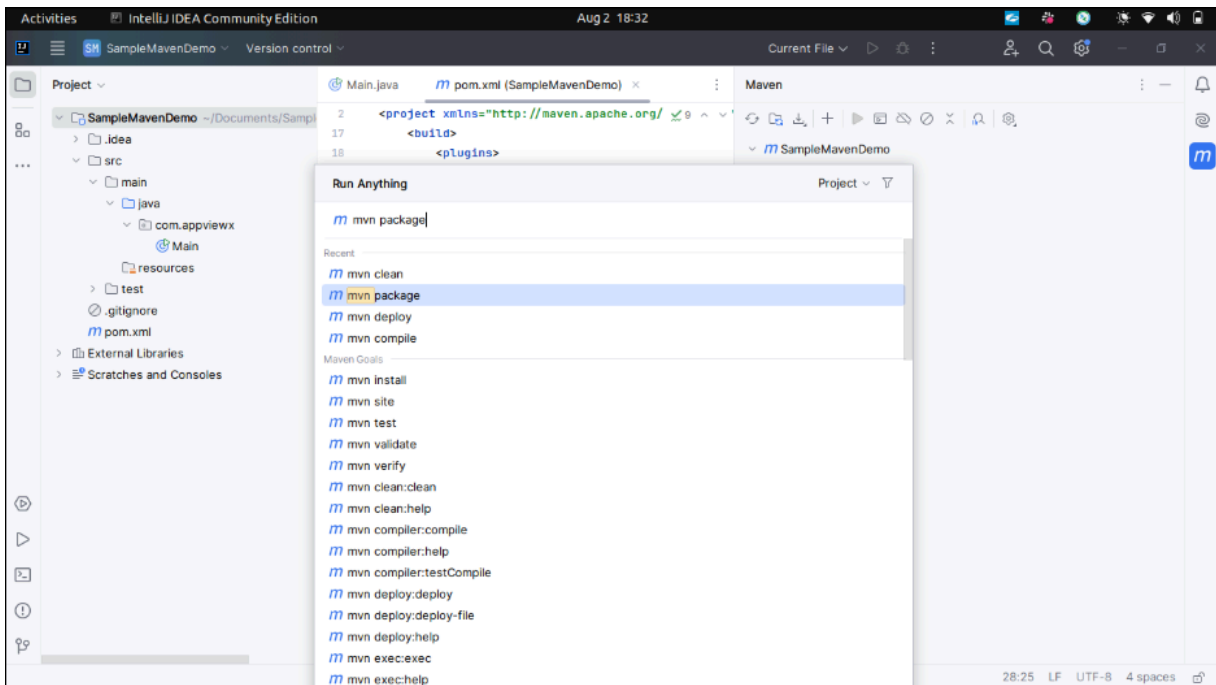 Activities IntelliJ IDEA Community Edition Aug 2 18:32
SM SampleMavenDemo Version control Current File
Project
Main.java m pom.xml (SampleMavenDemo)
Maven
SampleMavenDemo ~/Documents/Sampl
.idea
src
main
java
com.appviewx
Main
resources
test
.gitignore
m pom.xml
External Libraries
Scratches and Consoles
2 <project xmlns="http://maven.apache.org/ 9
17 <build>
18 <plugins>
m SampleMavenDemo
m
Run Anything Project
m mvn package
Recent
m mvn clean
m mvn package
m mvn deploy
m mvn compile
Maven Goals
m mvn install
m mvn site
m mvn test
m mvn validate
m mvn verify
m mvn clean:clean
m mvn clean:help
m mvn compiler:compile
m mvn compiler:help
m mvn compiler:testCompile
m mvn deploy:deploy
m mvn deploy:deploy-file
m mvn deploy:help
m mvn exec:exec
m mvn exec:help
28:25 LF UTF-8 4 spaces